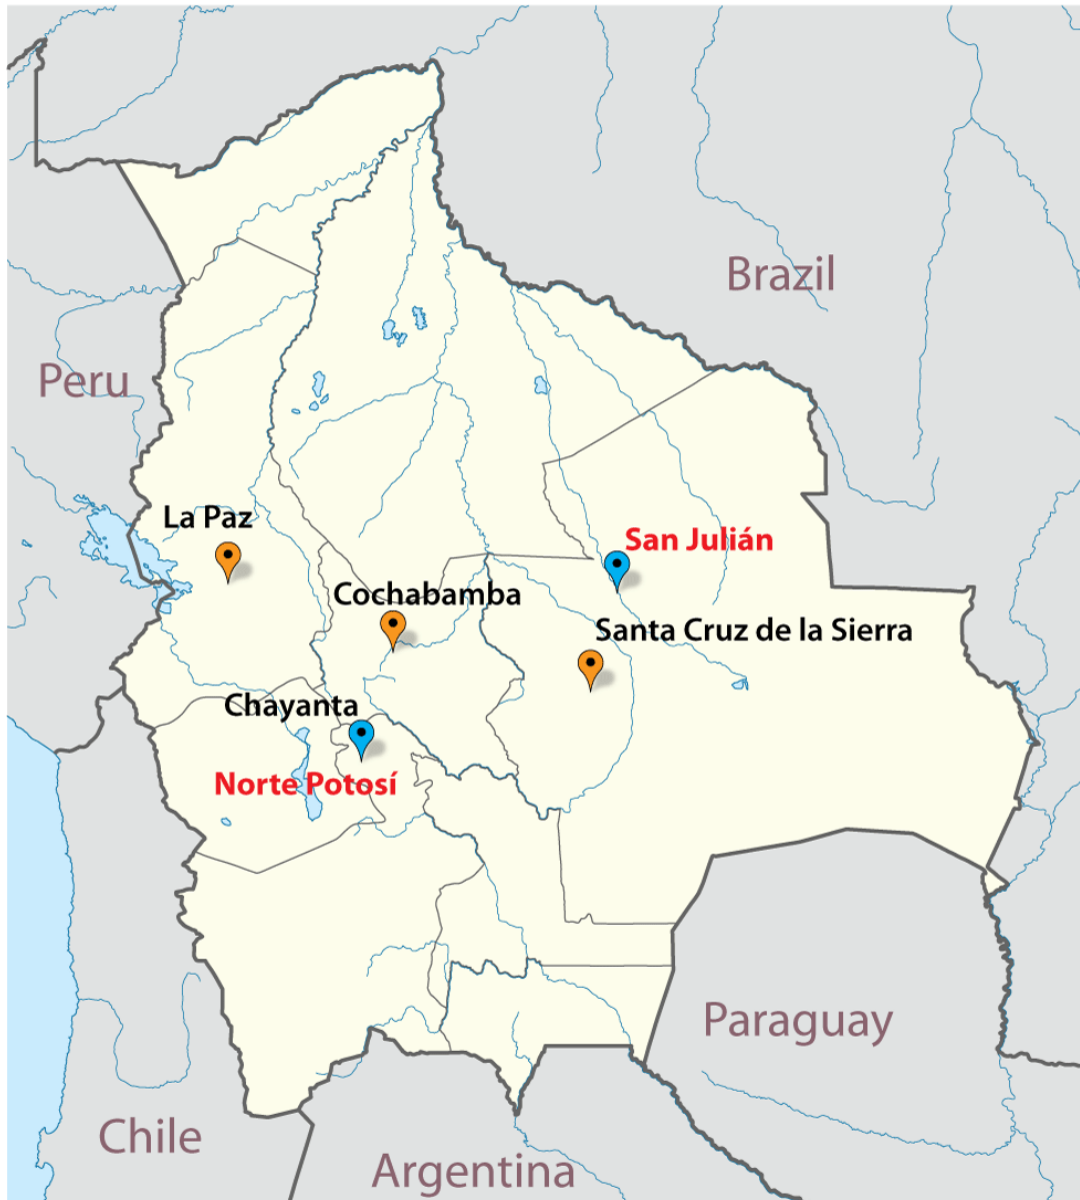 Brazil
Peru
La Paz
San Julián
Cochabamba
Santa Cruz de la Sierra
Chayanta
Norte Potosí
Paraguay
Chile
Argentina